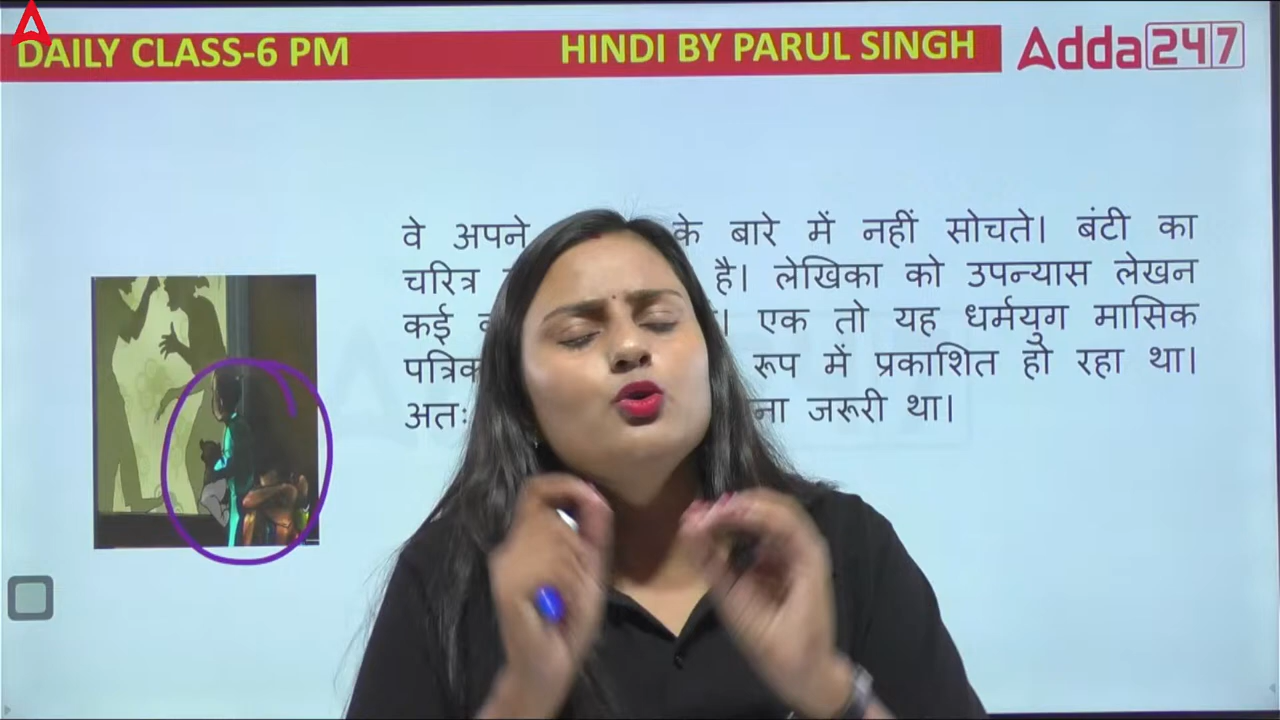 DAILY CLASS-6 PM
HINDI BY PARUL SINGH
Adda247
वे अपने के बारे में नहीं सोचते। बंटी का
चरित्र है। लेखिका को उपन्यास लेखन
कई एक तो यह धर्मयुग मासिक
रूप में प्रकाशित हो रहा था।
अतः जरूरी था।